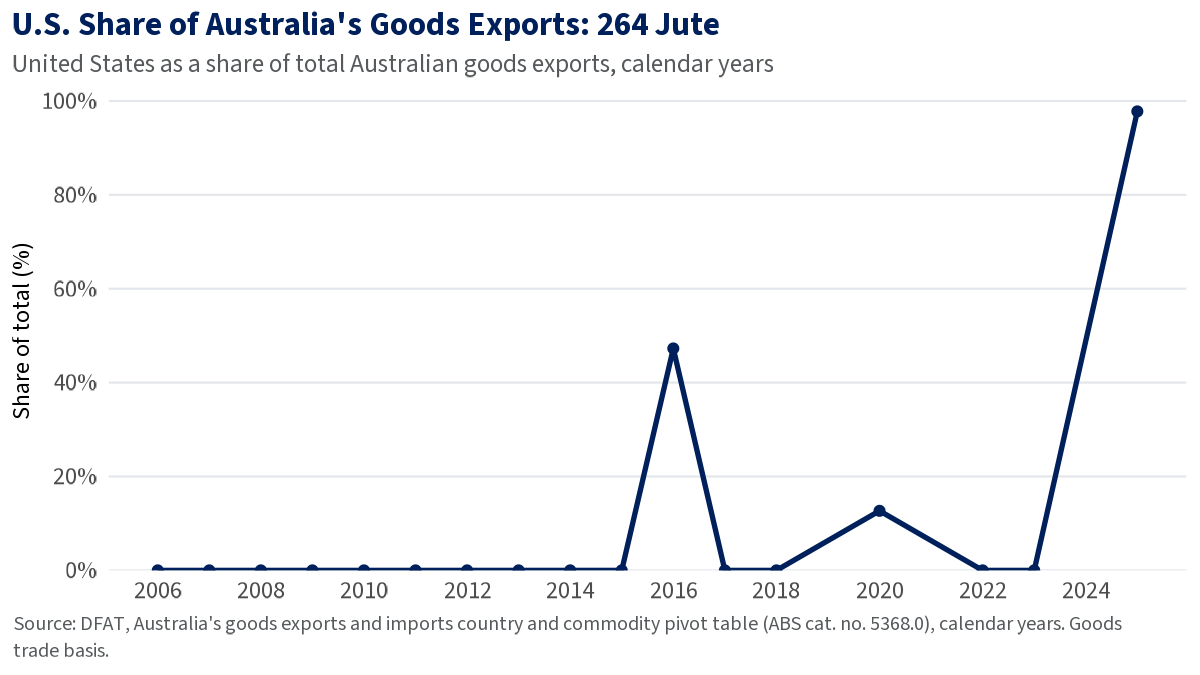 U.S. Share of Australia's Goods Exports: 264 Jute
United States as a share of total Australian goods exports, calendar years
Share of total (%)
100%
80%
60%
40%
20%
0%
2006 2008 2010 2012 2014 2016 2018 2020 2022 2024
Source: DFAT, Australia's goods exports and imports country and commodity pivot table (ABS cat. no. 5368.0), calendar years. Goods
trade basis.